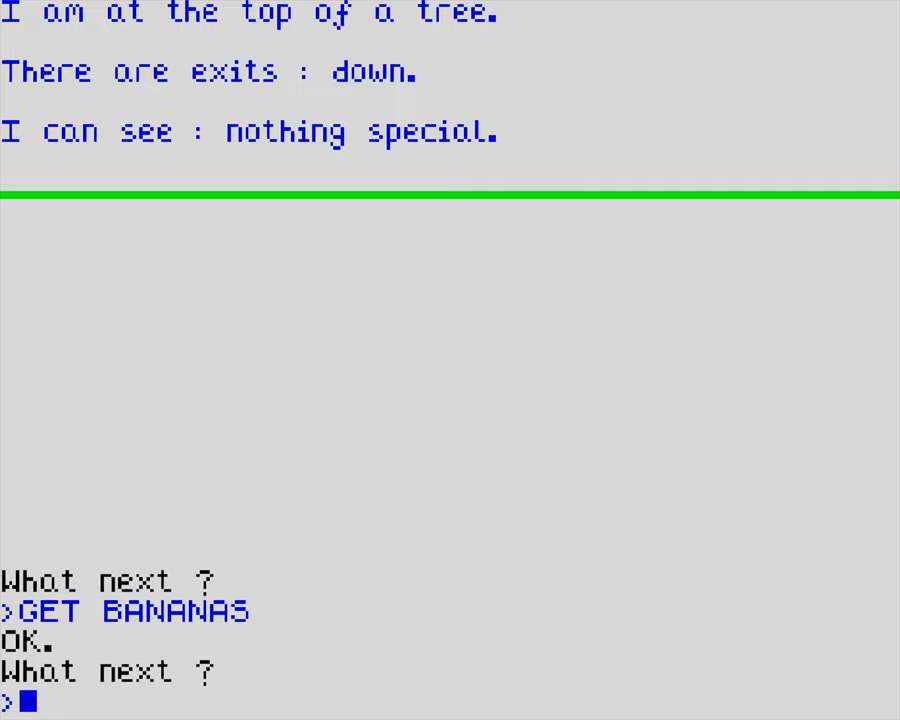 I am at the top of a tree.
There are exits : down.
I can see : nothing special.
What next ?
>GET BANANAS
OK.
What next ?
>